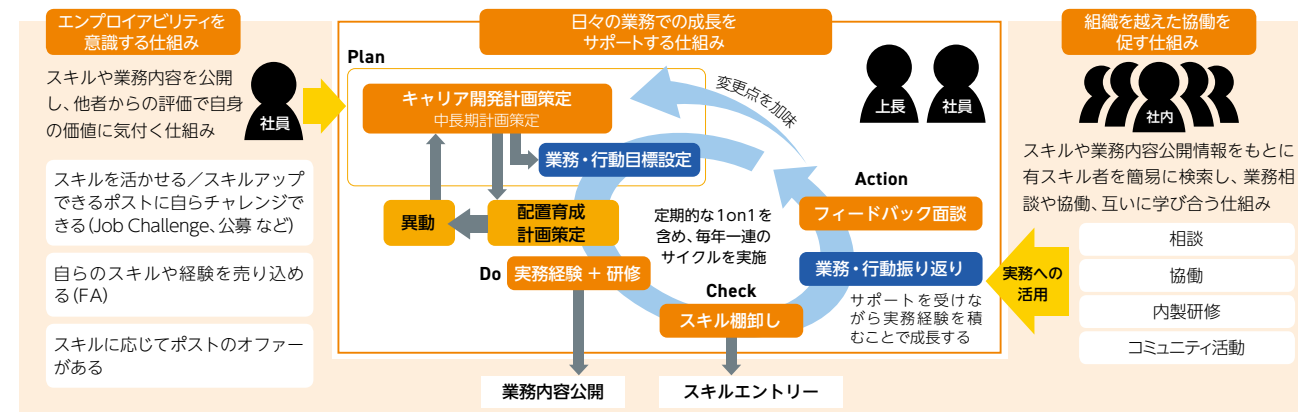 エンプロイアビリティを
意識する仕組み
スキルや業務内容を公開
し、他者からの評価で自身
の価値に気付く仕組み
社員
スキルを活かせる／スキルアップ
できるポストに自らチャレンジで
きる（Job Challenge、公募 など）
自らのスキルや経験を売り込め
る（FA）
スキルに応じてポストのオファー
がある
日々の業務での成長を
サポートする仕組み
Plan
キャリア開発計画策定
中長期計画策定
業務・行動目標設定
変更点を加味
上長
社員
異動
配置育成
計画策定
定期的な1on1を
含め、毎年一連の
サイクルを実施
Action
フィードバック面談
業務・行動振り返り
サポートを受けな
がら実務経験を積
むことで成長する
Do
実務経験 ＋ 研修
Check
スキル棚卸し
業務内容公開
スキルエントリー
実務への
活用
組織を越えた協働を
促す仕組み
社内
スキルや業務内容公開情報をもとに
有スキル者を簡易に検索し、業務相
談や協働、互いに学び合う仕組み
相談
協働
内製研修
コミュニティ活動